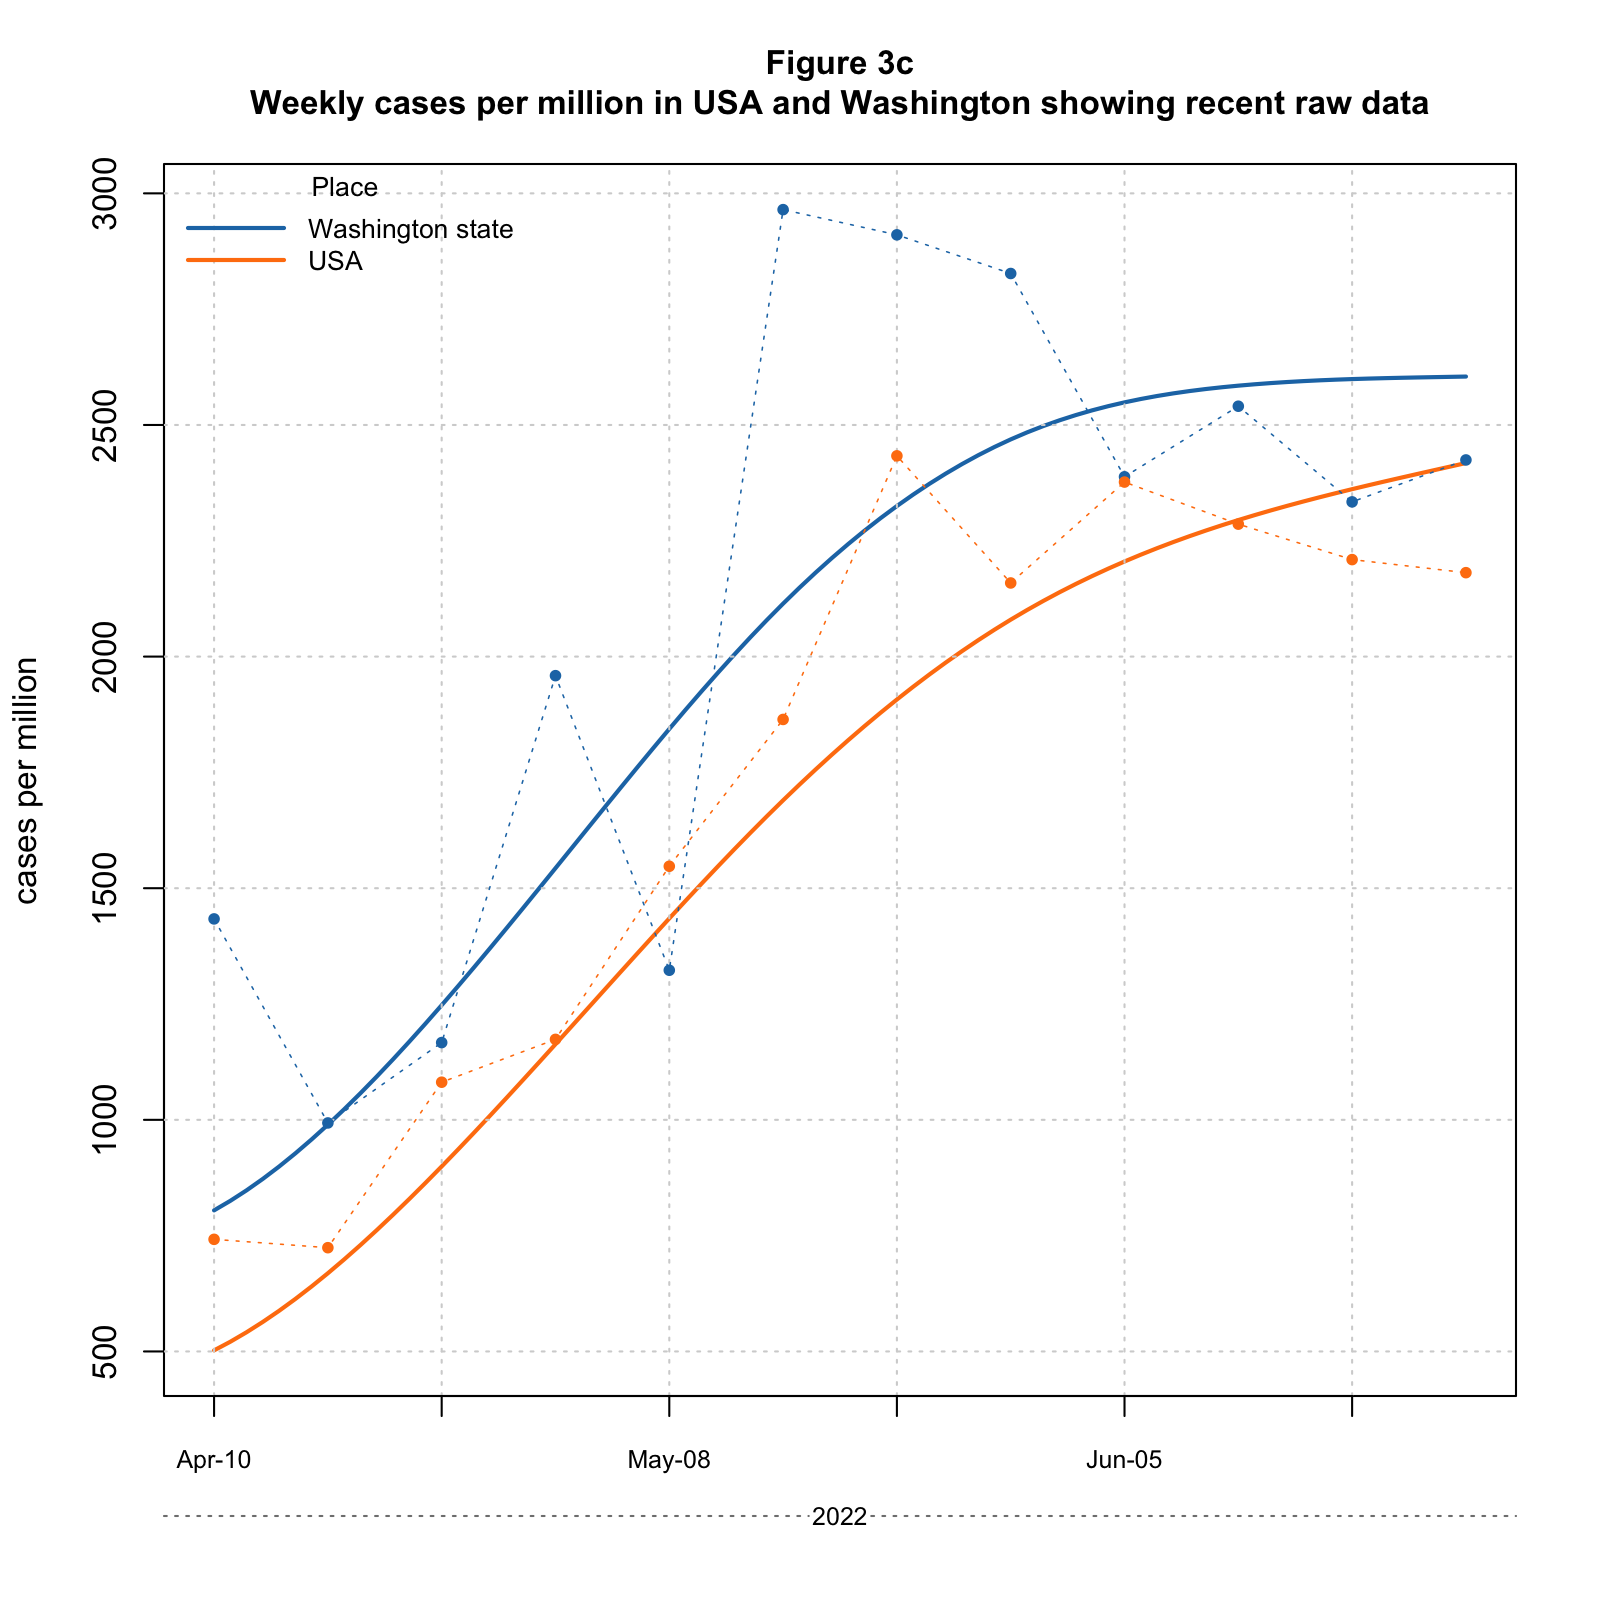 Figure 3c
Weekly cases per million in USA and Washington showing recent raw data
Place
Washington state
USA
cases per million
3000
2500
2000
1500
1000
500
Apr-10
May-08
Jun-05
2022